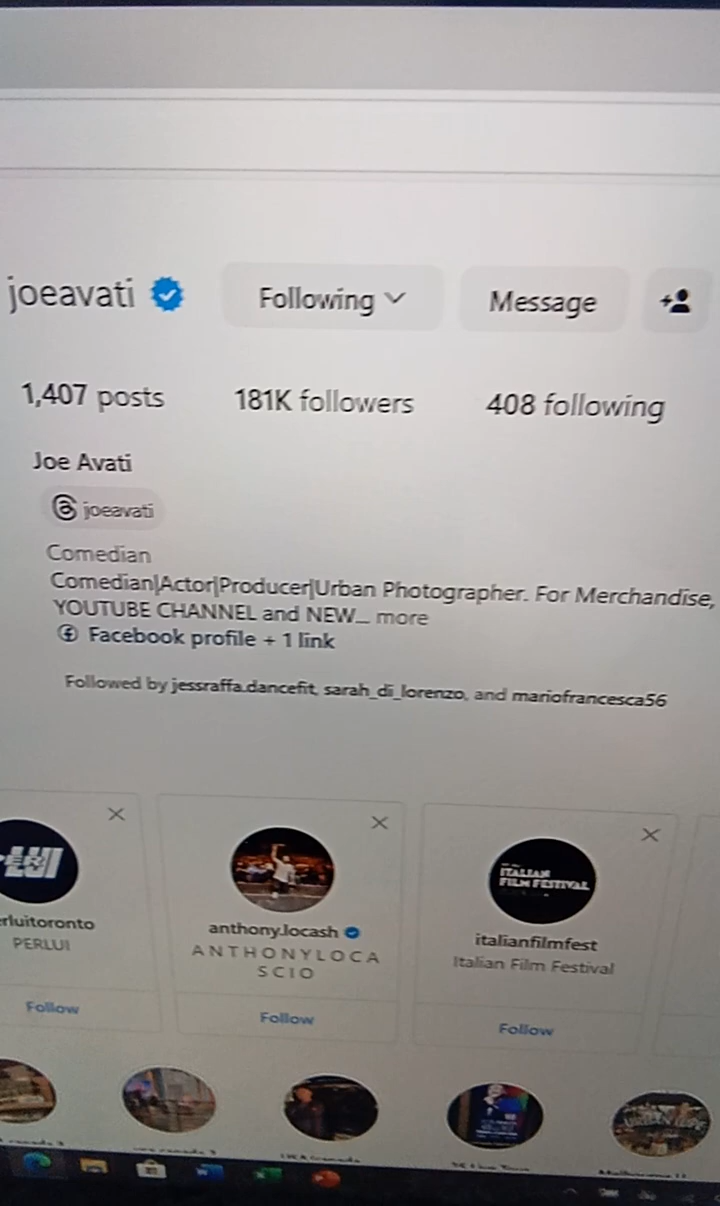 joeavati Following Message
1,407 posts 181K followers 408 following
Joe Avati
joeavati
Comedian
Comedian|Actor|Producer|Urban Photographer. For Merchandise,
YOUTUBE CHANNEL and NEW... more
Facebook profile + 1 link
Followed by jessraffa.dancefit, sarah_di_lorenzo, and mariofrancesca56
rluitoronto
PERLUI
Follow
anthony.locash
ANTHONYLOCA
SCIO
Follow
ITALIAN
FILM FESTIVAL
italianfilmfest
Italian Film Festival
Follow